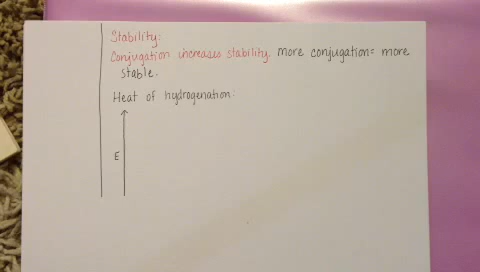 Stability:
Conjugation increases stability. more conjugation= more
stable.
Heat of hydrogenation:
E